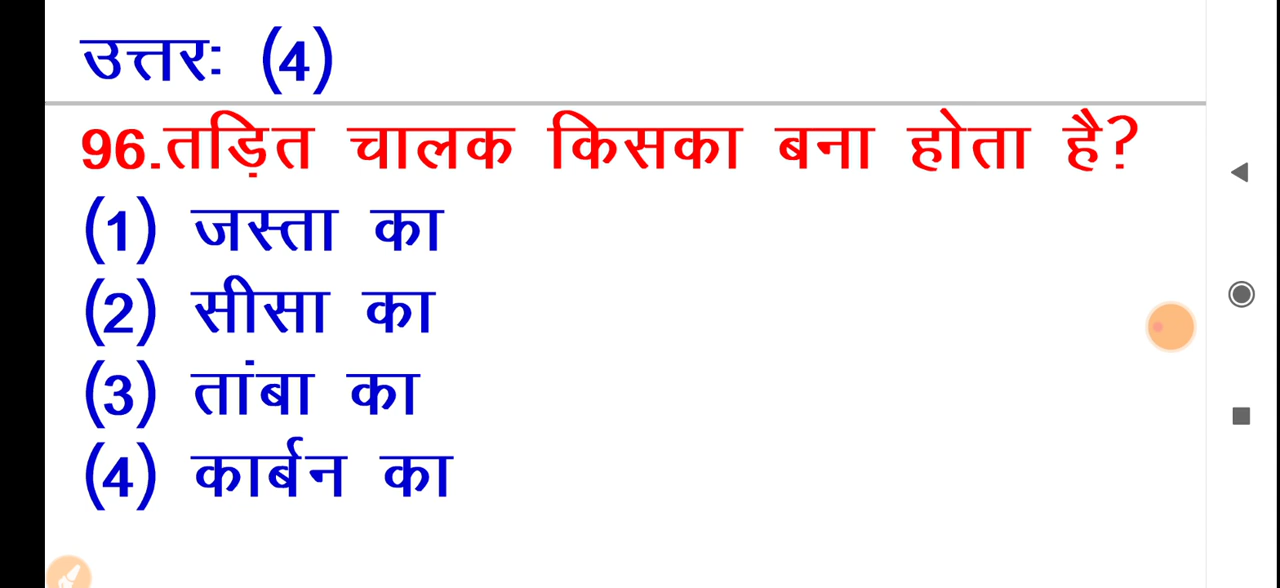 उत्तरः (4)
96.तड़ित चालक किसका बना होता है?
(1) जस्ता का
(2) सीसा का
(3) तांबा का
(4) कार्बन का